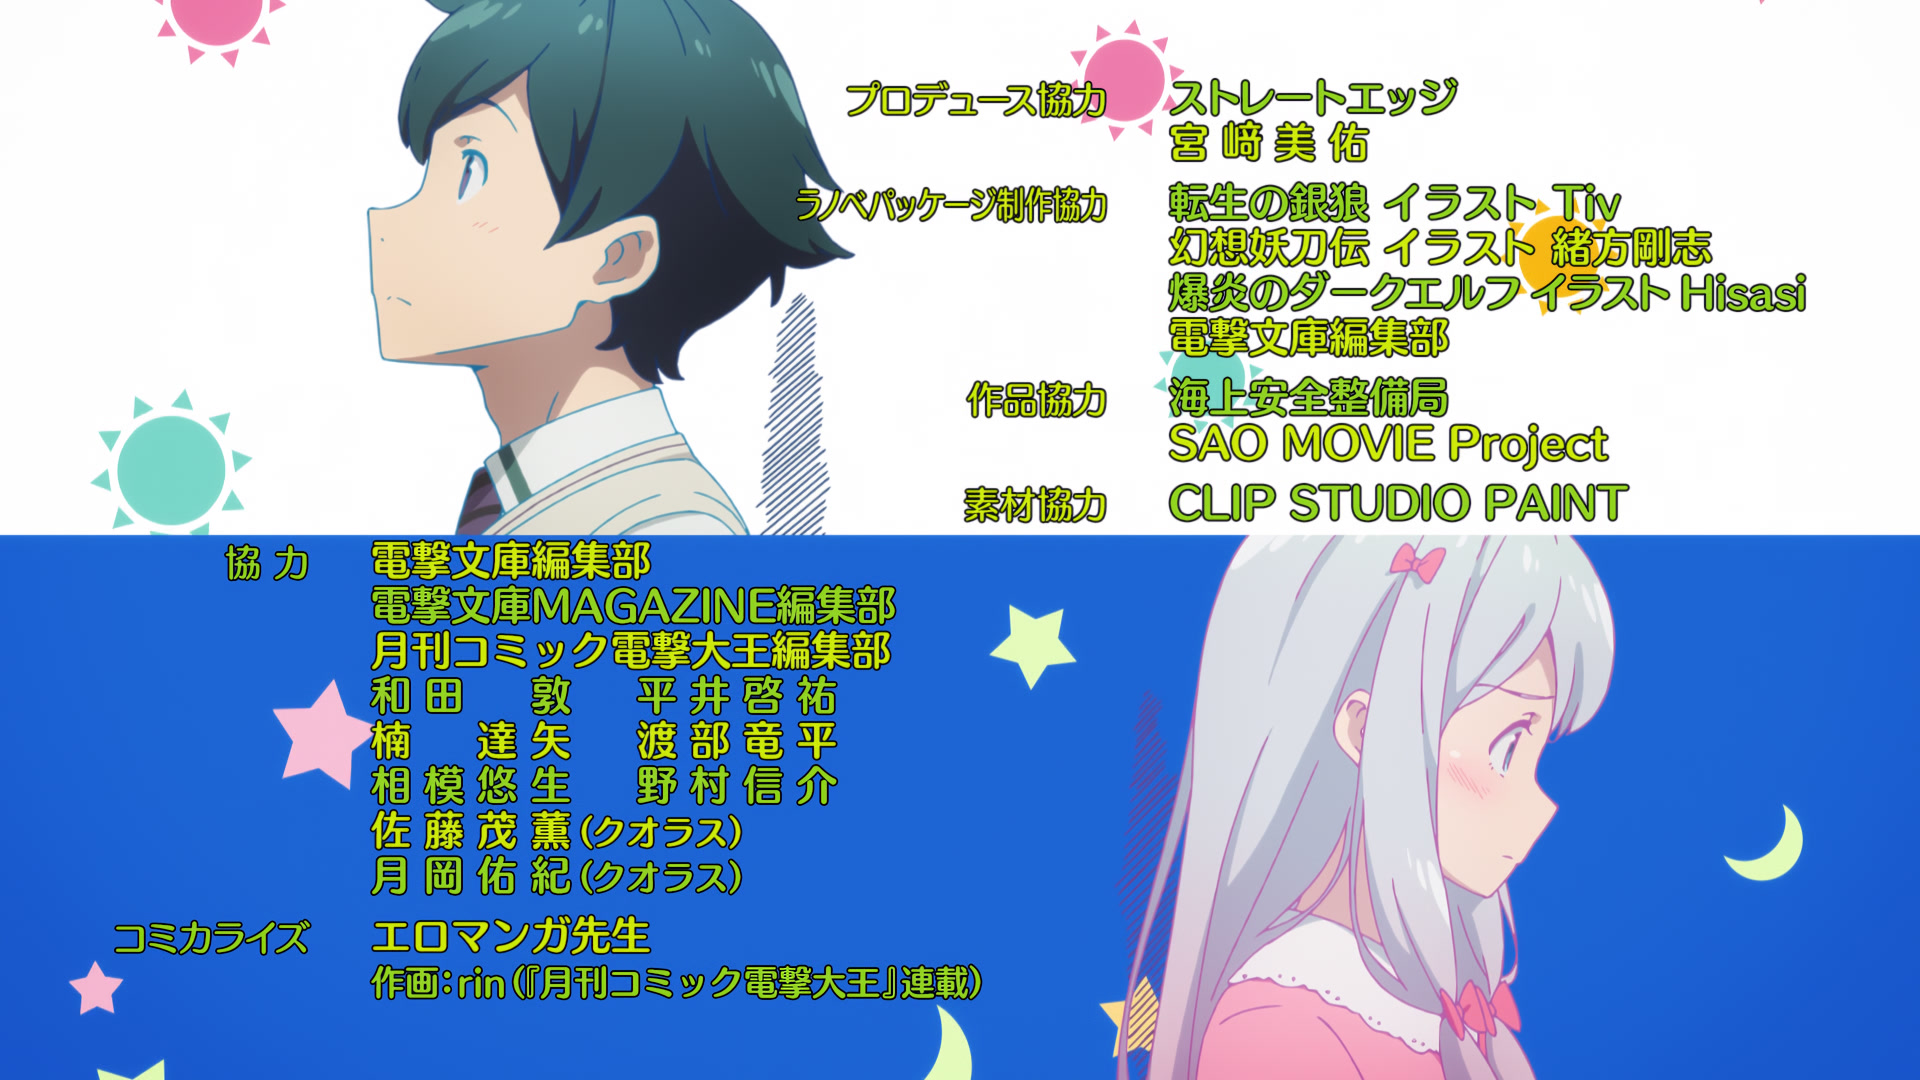 プロデュース協力 ストレートエッジ
宮﨑美佑
ラノベパッケージ制作協力 転生の銀狼 イラスト Tiv
幻想妖刀伝 イラスト 緒方剛志
爆炎のダークエルフ イラスト Hisasi
電撃文庫編集部
作品協力 海上安全整備局
SAO MOVIE Project
素材協力 CLIP STUDIO PAINT
協力 電撃文庫編集部
電撃文庫MAGAZINE編集部
月刊コミック電撃大王編集部
和田 敦 平井啓祐
楠 達矢 渡部竜平
相模悠生 野村信介
佐藤茂薫(クオラス)
月岡佑紀(クオラス)
コミカライズ エロマンガ先生
作画:rin(『月刊コミック電撃大王』連載)